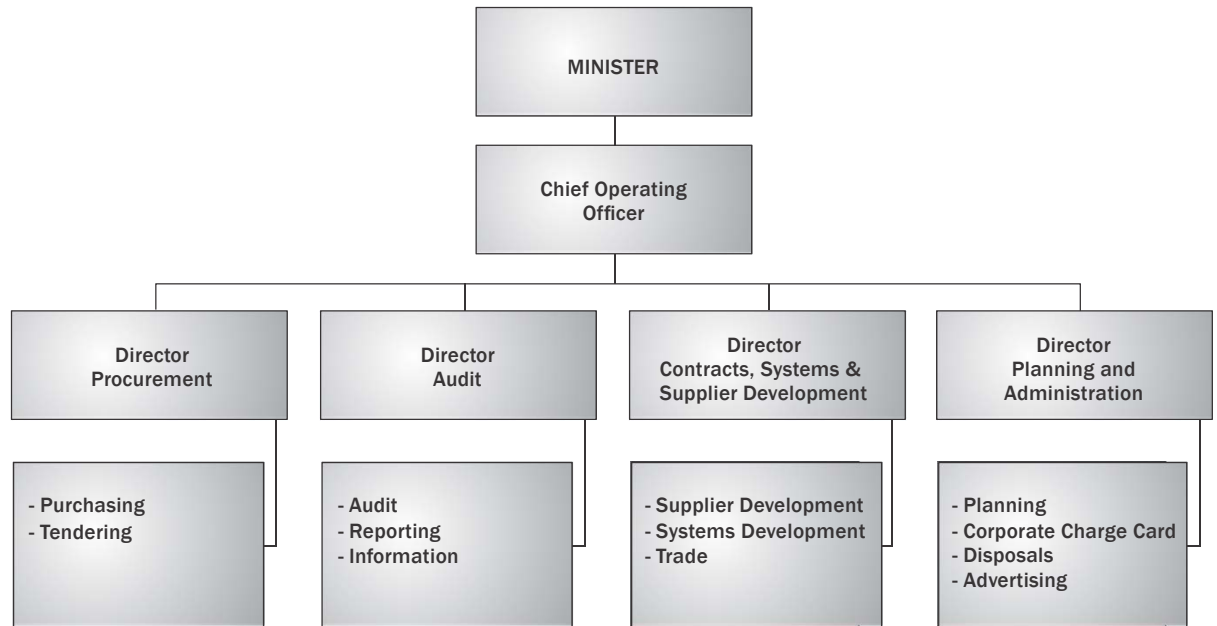 MINISTER
Chief Operating
Officer
Director
Procurement
Director
Audit
Director
Contracts, Systems &
Supplier Development
Director
Planning and
Administration
- Purchasing
- Tendering
- Audit
- Reporting
- Information
- Supplier Development
- Systems Development
- Trade
- Planning
- Corporate Charge Card
- Disposals
- Advertising